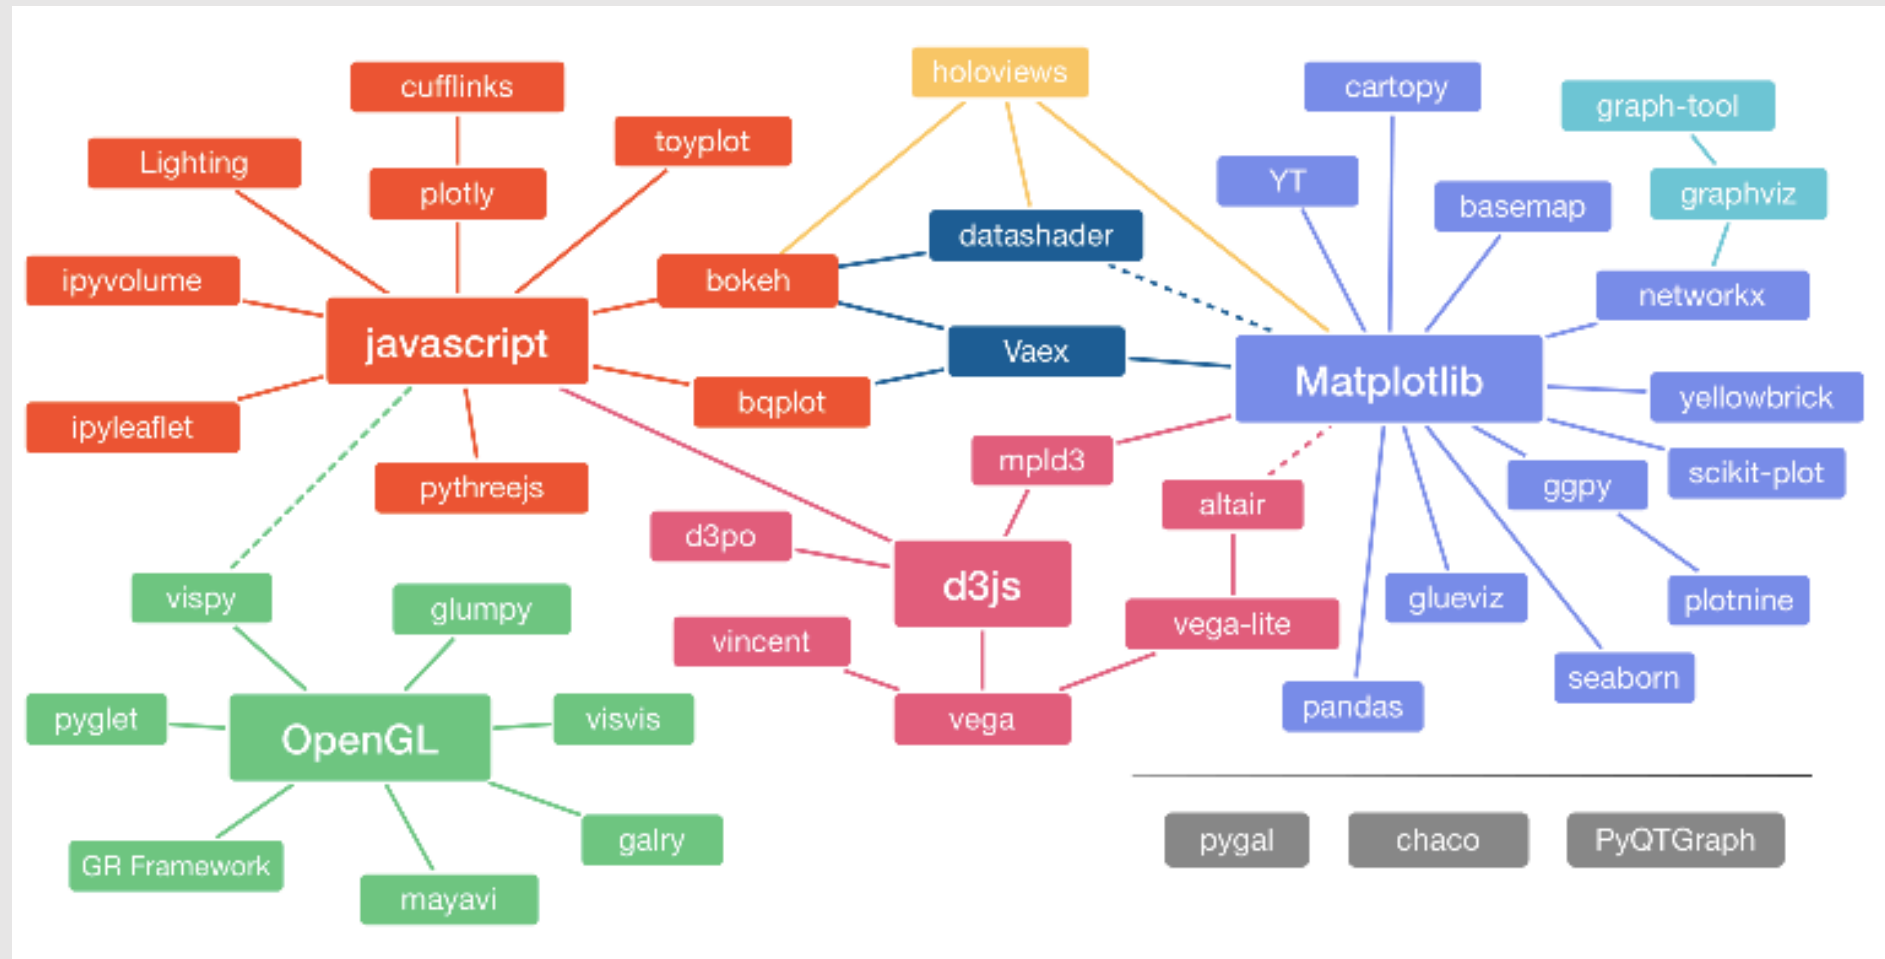 holoviews
cufflinks
cartopy
graph-tool
toyplot
Lighting
YT
plotly
graphviz
basemap
datashader
ipyvolume
bokeh
networkx
javascript
Vaex
Matplotlib
yellowbrick
bqplot
ipyleaflet
mpld3
scikit-plot
pythreejs
ggpy
altair
d3po
d3js
vispy
glumpy
glueviz
plotnine
vega-lite
vincent
seaborn
pandas
pyglet
visvis
vega
OpenGL
pygal
chaco
PyQTGraph
galry
GR Framework
mayavi